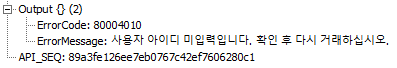 Output {} (2)
ErrorCode: 80004010
ErrorMessage: 사용자 아이디 미입력입니다. 확인 후 다시 거래하십시오.
API_SEQ: 89a3fe126ee7eb0767c42ef7606280c1